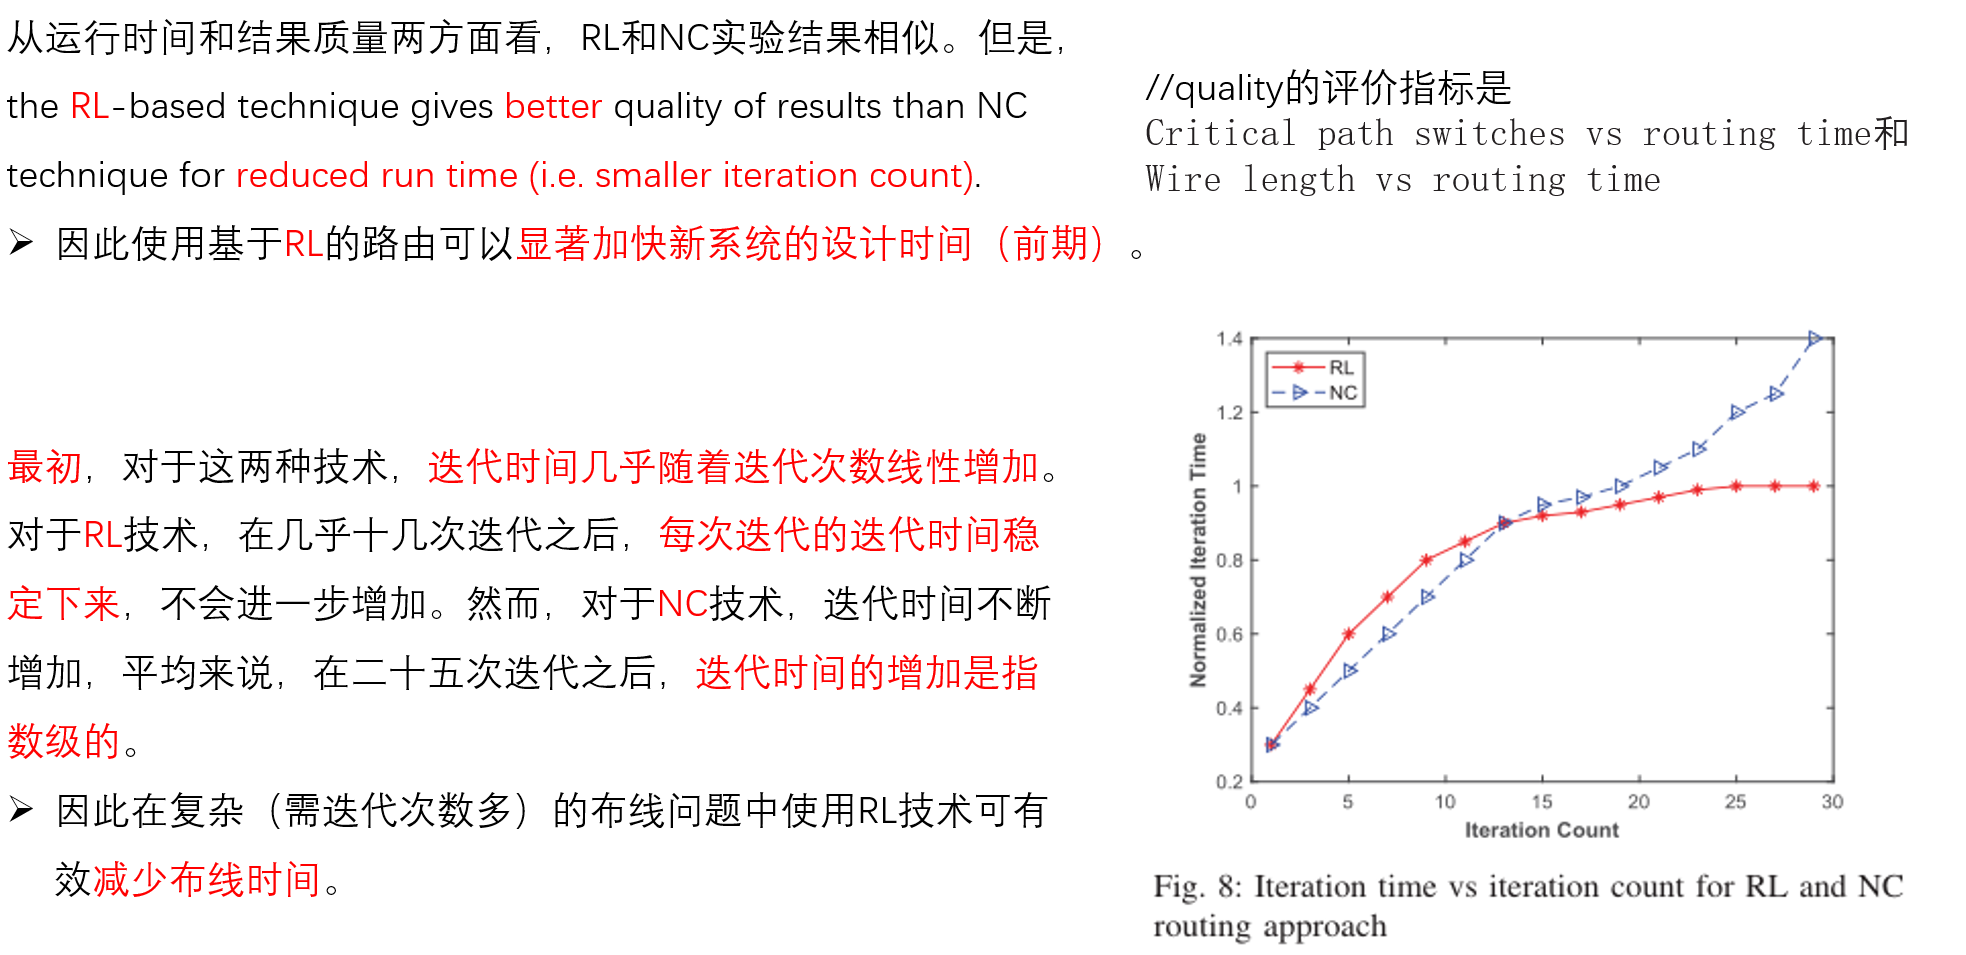 从运行时间和结果质量两方面看，RL和NC实验结果相似。但是，
the RL-based technique gives better quality of results than NC
technique for reduced run time (i.e. smaller iteration count).
➢ 因此使用基于RL的路由可以显著加快新系统的设计时间（前期）。
//quality的评价指标是
Critical path switches vs routing time和
Wire length vs routing time
最初，对于这两种技术，迭代时间几乎随着迭代次数线性增加。
对于RL技术，在几乎十几次迭代之后，每次迭代的迭代时间稳
定下来，不会进一步增加。然而，对于NC技术，迭代时间不断
增加，平均来说，在二十五次迭代之后，迭代时间的增加是指
数级的。
➢ 因此在复杂（需迭代次数多）的布线问题中使用RL技术可有
效减少布线时间。
1.4
1.2
1
0.8
0.6
0.4
0.2
RL
NC
Normalized Iteration Time
0 5 10 15 20 25 30
Iteration Count
Fig. 8: Iteration time vs iteration count for RL and NC
routing approach